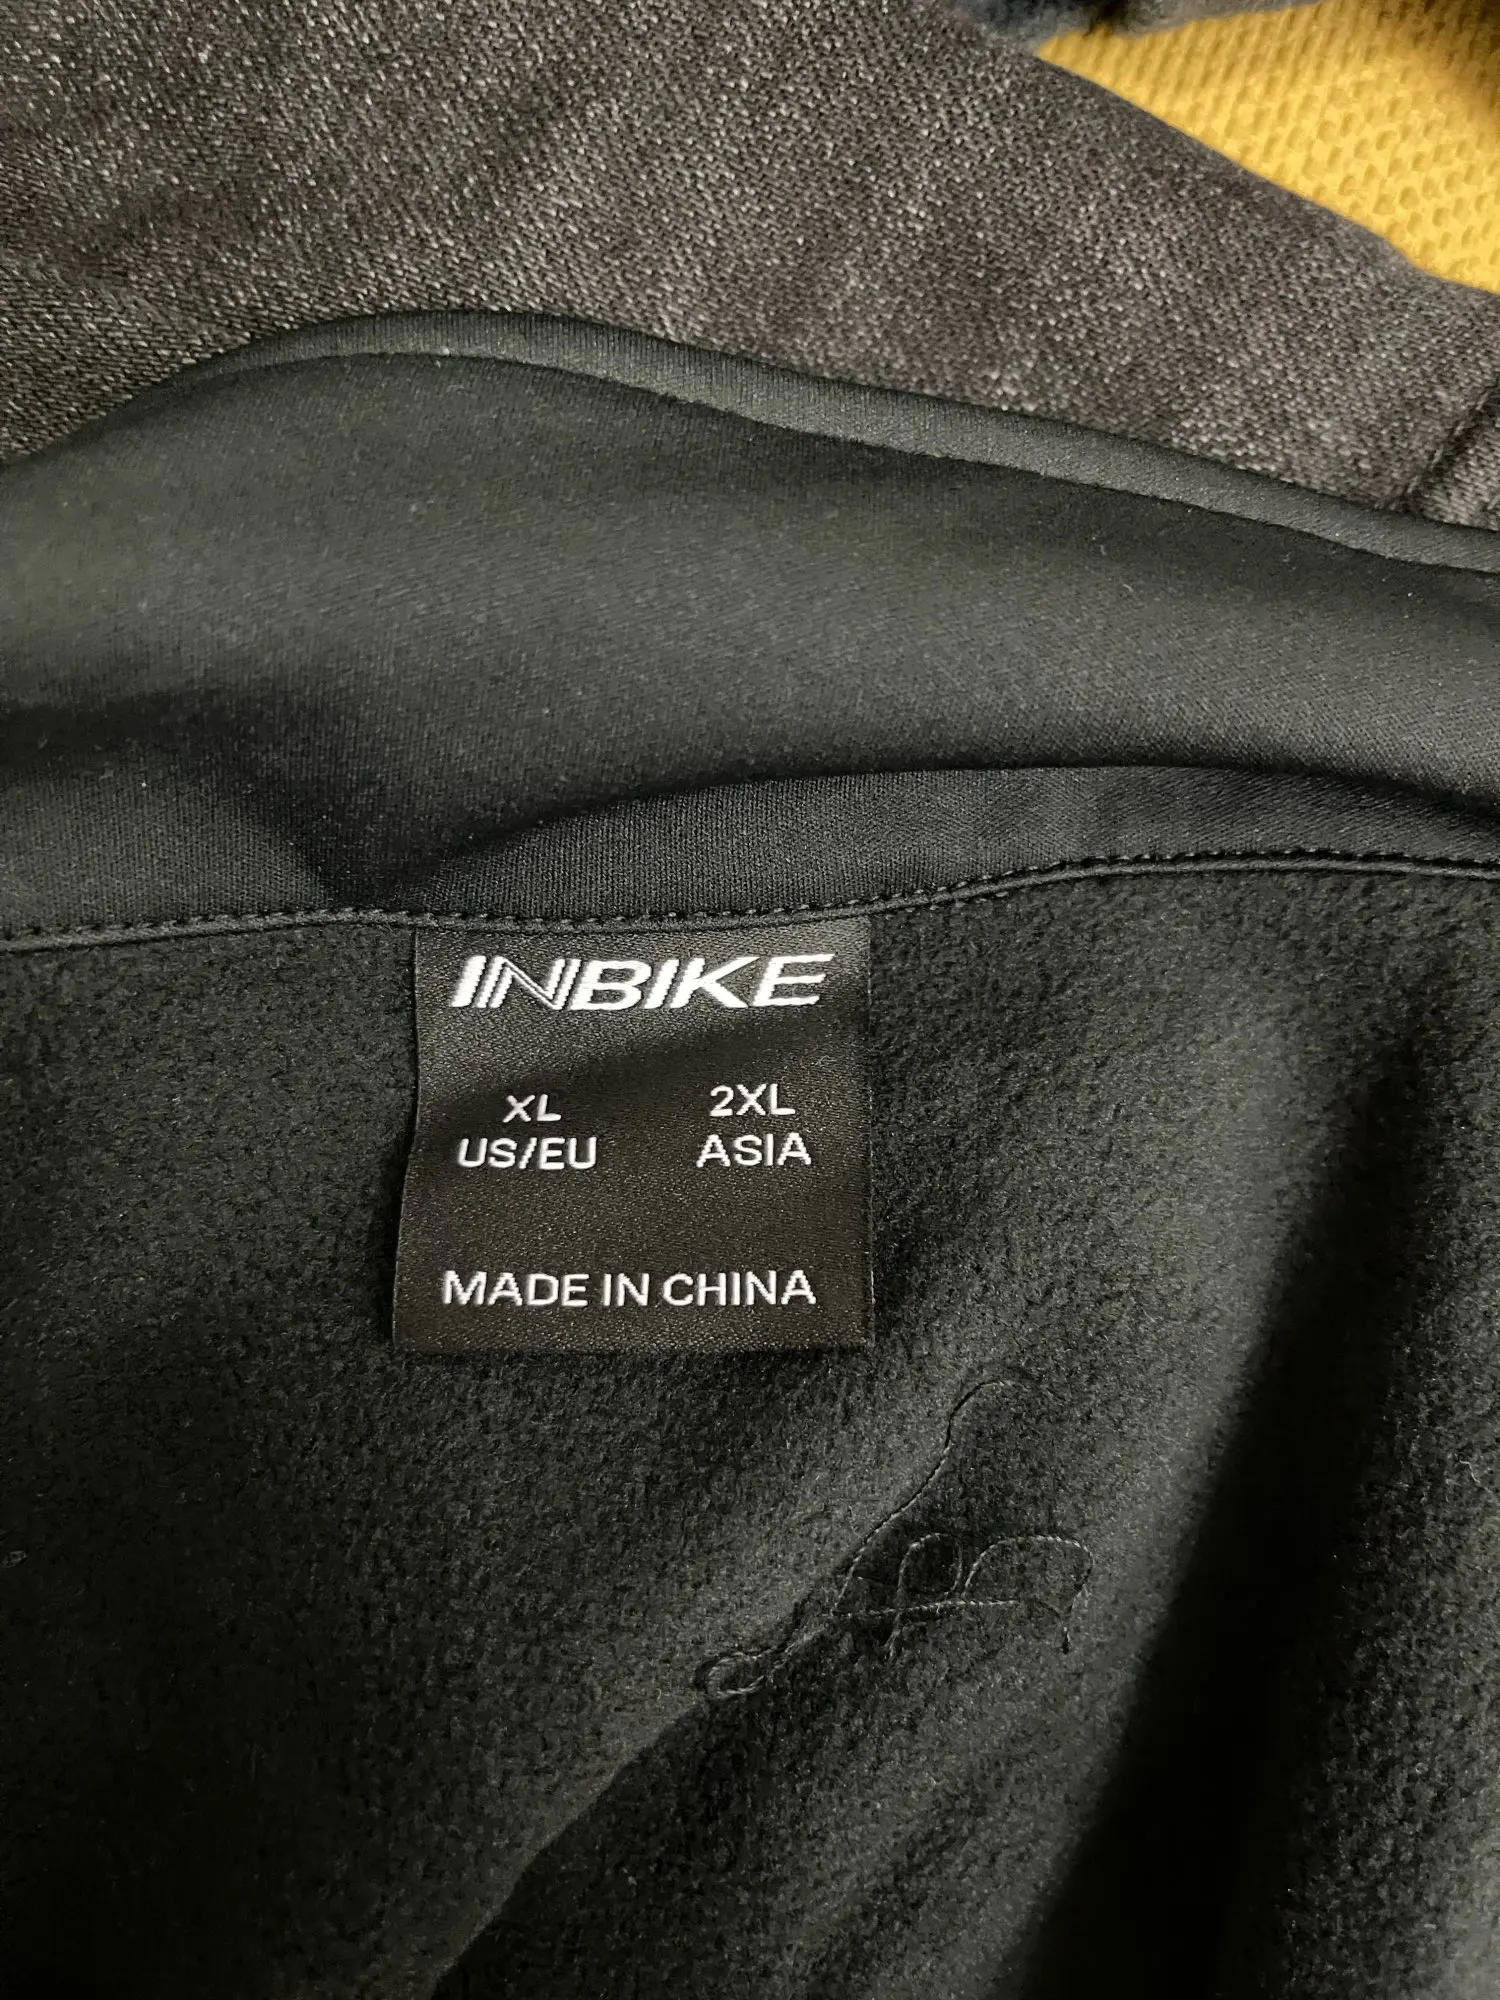 INBIKE
XL 2XL
US/EU ASIA
MADE IN CHINA